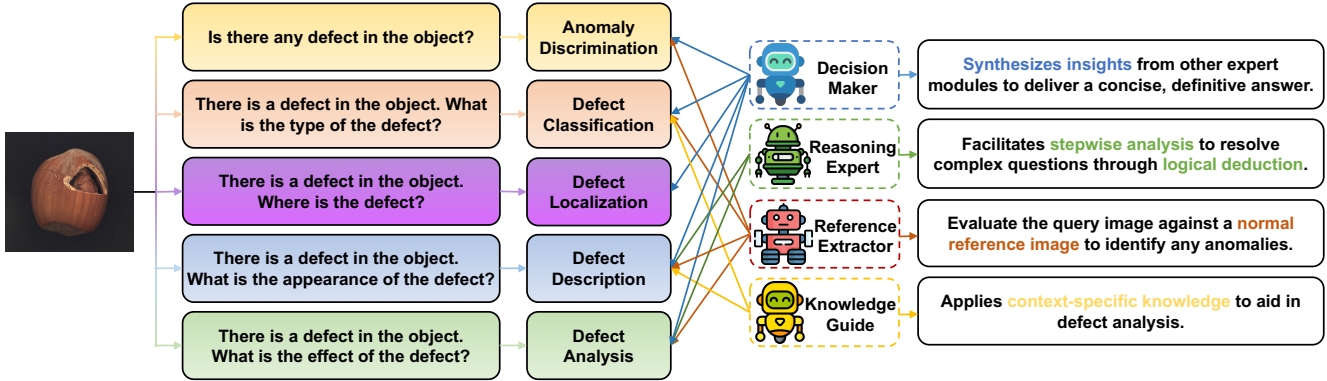 Is there any defect in the object?
There is a defect in the object. What
is the type of the defect?
There is a defect in the object.
Where is the defect?
There is a defect in the object.
What is the appearance of the defect?
There is a defect in the object.
What is the effect of the defect?
Anomaly
Discrimination
Defect
Classification
Defect
Localization
Defect
Description
Defect
Analysis
Decision
Maker
Reasoning
Expert
Reference
Extractor
Knowledge
Guide
Synthesizes insights from other expert
modules to deliver a concise, definitive answer.
Facilitates stepwise analysis to resolve
complex questions through logical deduction.
Evaluate the query image against a normal
reference image to identify any anomalies.
Applies context-specific knowledge to aid in
defect analysis.